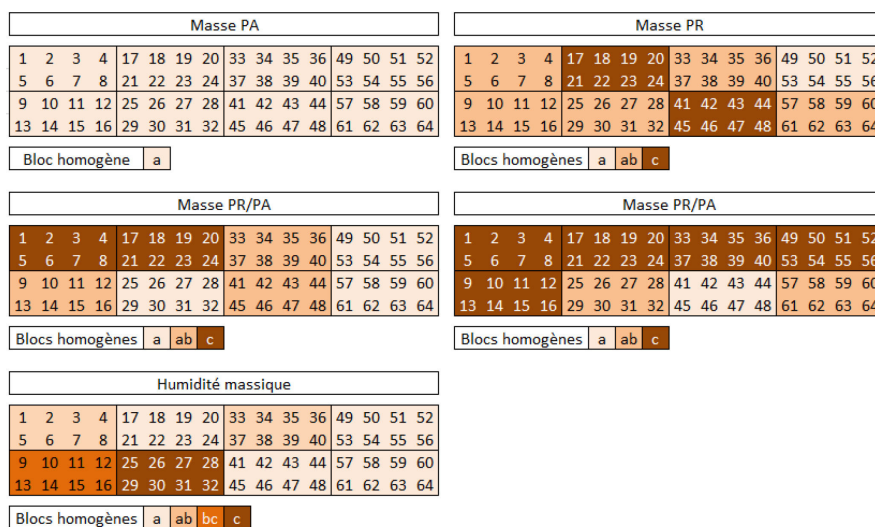 Masse PA
1 2 3 4 17 18 19 20 33 34 35 36 49 50 51 52
5 6 7 8 21 22 23 24 37 38 39 40 53 54 55 56
9 10 11 12 25 26 27 28 41 42 43 44 57 58 59 60
13 14 15 16 29 30 31 32 45 46 47 48 61 62 63 64
Bloc homogène a
Masse PR
1 2 3 4 17 18 19 20 33 34 35 36 49 50 51 52
5 6 7 8 21 22 23 24 37 38 39 40 53 54 55 56
9 10 11 12 25 26 27 28 41 42 43 44 57 58 59 60
13 14 15 16 29 30 31 32 45 46 47 48 61 62 63 64
Blocs homogènes a ab c
Masse PR/PA
1 2 3 4 17 18 19 20 33 34 35 36 49 50 51 52
5 6 7 8 21 22 23 24 37 38 39 40 53 54 55 56
9 10 11 12 25 26 27 28 41 42 43 44 57 58 59 60
13 14 15 16 29 30 31 32 45 46 47 48 61 62 63 64
Blocs homogènes a ab c
Masse PR/PA
1 2 3 4 17 18 19 20 33 34 35 36 49 50 51 52
5 6 7 8 21 22 23 24 37 38 39 40 53 54 55 56
9 10 11 12 25 26 27 28 41 42 43 44 57 58 59 60
13 14 15 16 29 30 31 32 45 46 47 48 61 62 63 64
Blocs homogènes a ab c
Humidité massique
1 2 3 4 17 18 19 20 33 34 35 36 49 50 51 52
5 6 7 8 21 22 23 24 37 38 39 40 53 54 55 56
9 10 11 12 25 26 27 28 41 42 43 44 57 58 59 60
13 14 15 16 29 30 31 32 45 46 47 48 61 62 63 64
Blocs homogènes a ab bc c